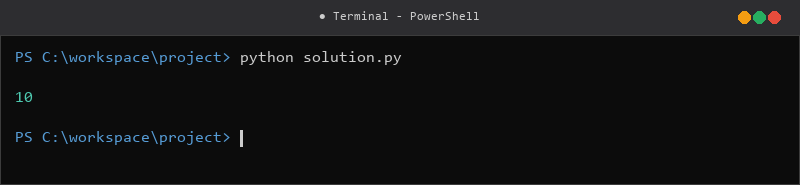 ● Terminal - PowerShell
PS C:\workspace\project> python solution.py
10
PS C:\workspace\project>